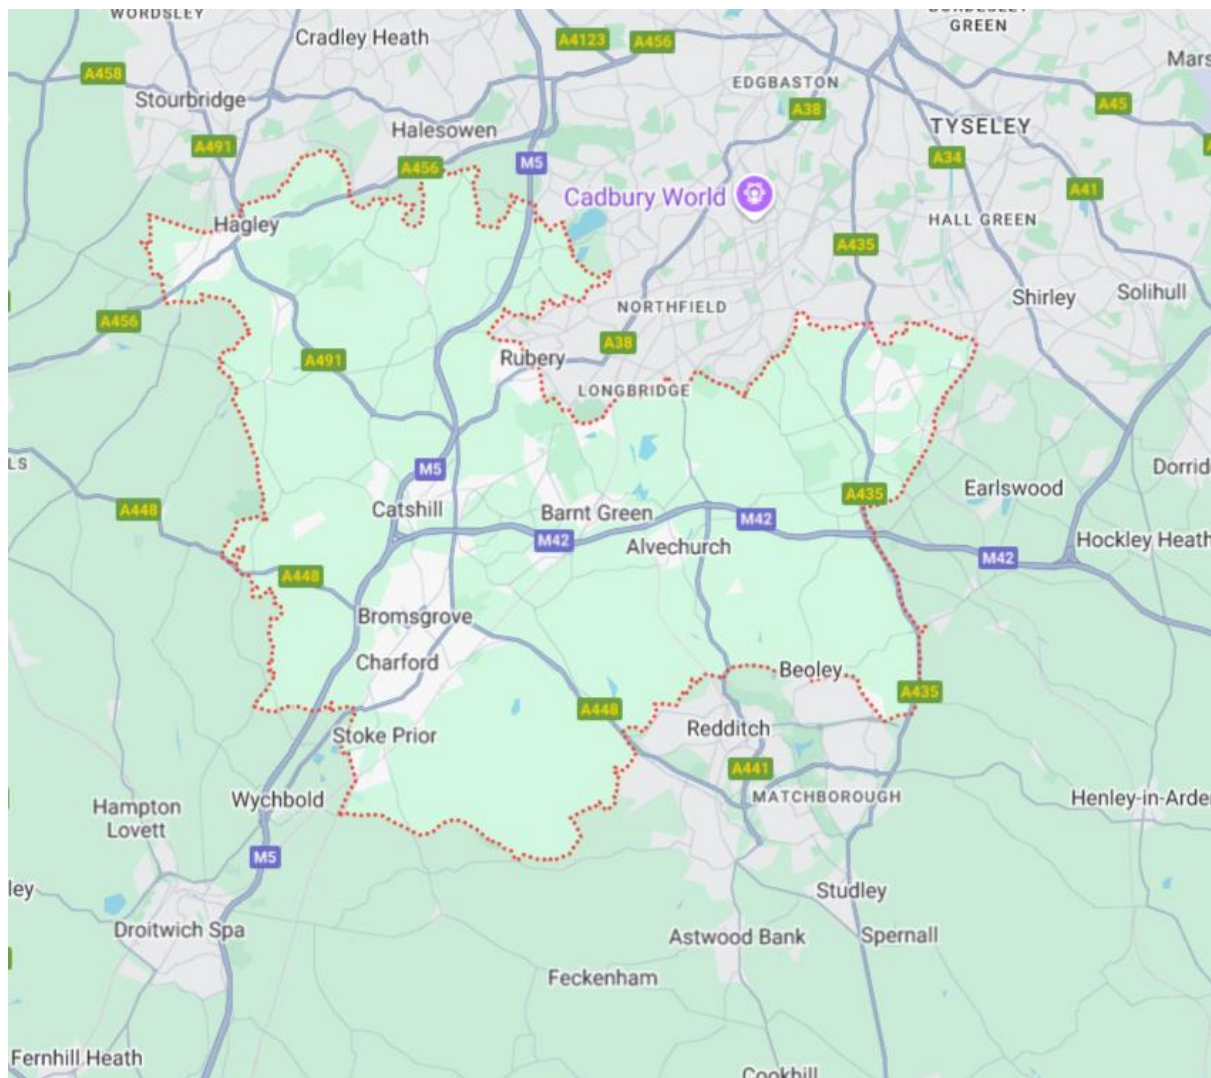 WORDSLEY
GREEN
Cradley Heath
A4123
A456
Mars
A458
EDGBASTON
Stourbridge
A38
A45
Halesowen
TYSELEY
A491
A456
M5
A34
A41
Cadbury World
Hagley
HALL GREEN
A435
Shirley
Solihull
NORTHFIELD
A456
A38
A491
Rubery
LONGBRIDGE
LS
M5
Dorrid
A448
Catshill
Barnt Green
A435
Earlswood
M42
M42
Alvechurch
M42
Hockley Heath
A448
Bromsgrove
Charford
Beoley
A435
A448
Stoke Prior
Redditch
A441
Wychbold
MATCHBOROUGH
Henley-in-Arde
Hampton
Lovett
M5
ley
Studley
Droitwich Spa
Astwood Bank
Spernall
Feckenham
Fernhill Heath
Cookhill